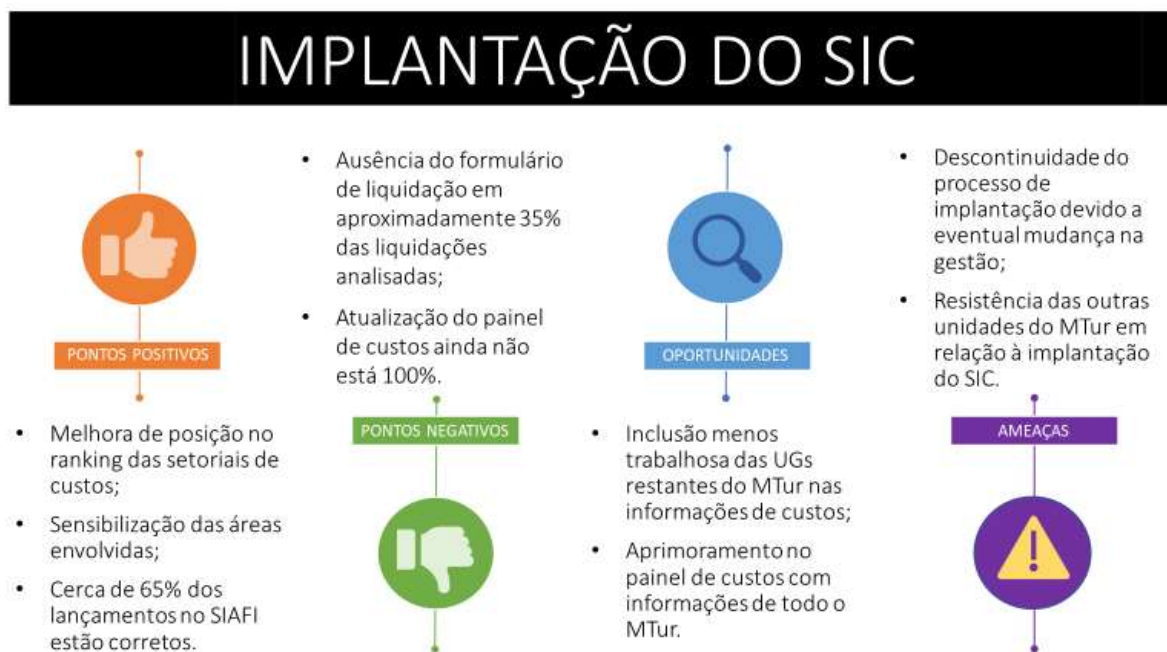 IMPLANTAÇÃO DO SIC
PONTOS POSITIVOS
• Melhora de posição no
ranking das setoriais de
custos;
• Sensibilização das áreas
envolvidas;
• Cerca de 65% dos
lançamentos no SIAFI
estão corretos.
• Ausência do formulário
de liquidação em
aproximadamente 35%
das liquidações
analisadas;
• Atualização do painel
de custos ainda não
está 100%.
PONTOS NEGATIVOS
OPORTUNIDADES
• Inclusão menos
trabalhosa das UGs
restantes do MTur nas
informações de custos;
• Aprimoramento no
painel de custos com
informações de todo o
MTur.
• Descontinuidade do
processo de
implantação devido a
eventual mudança na
gestão;
• Resistência das outras
unidades do MTur em
relação à implantação
do SIC.
AMEAÇAS